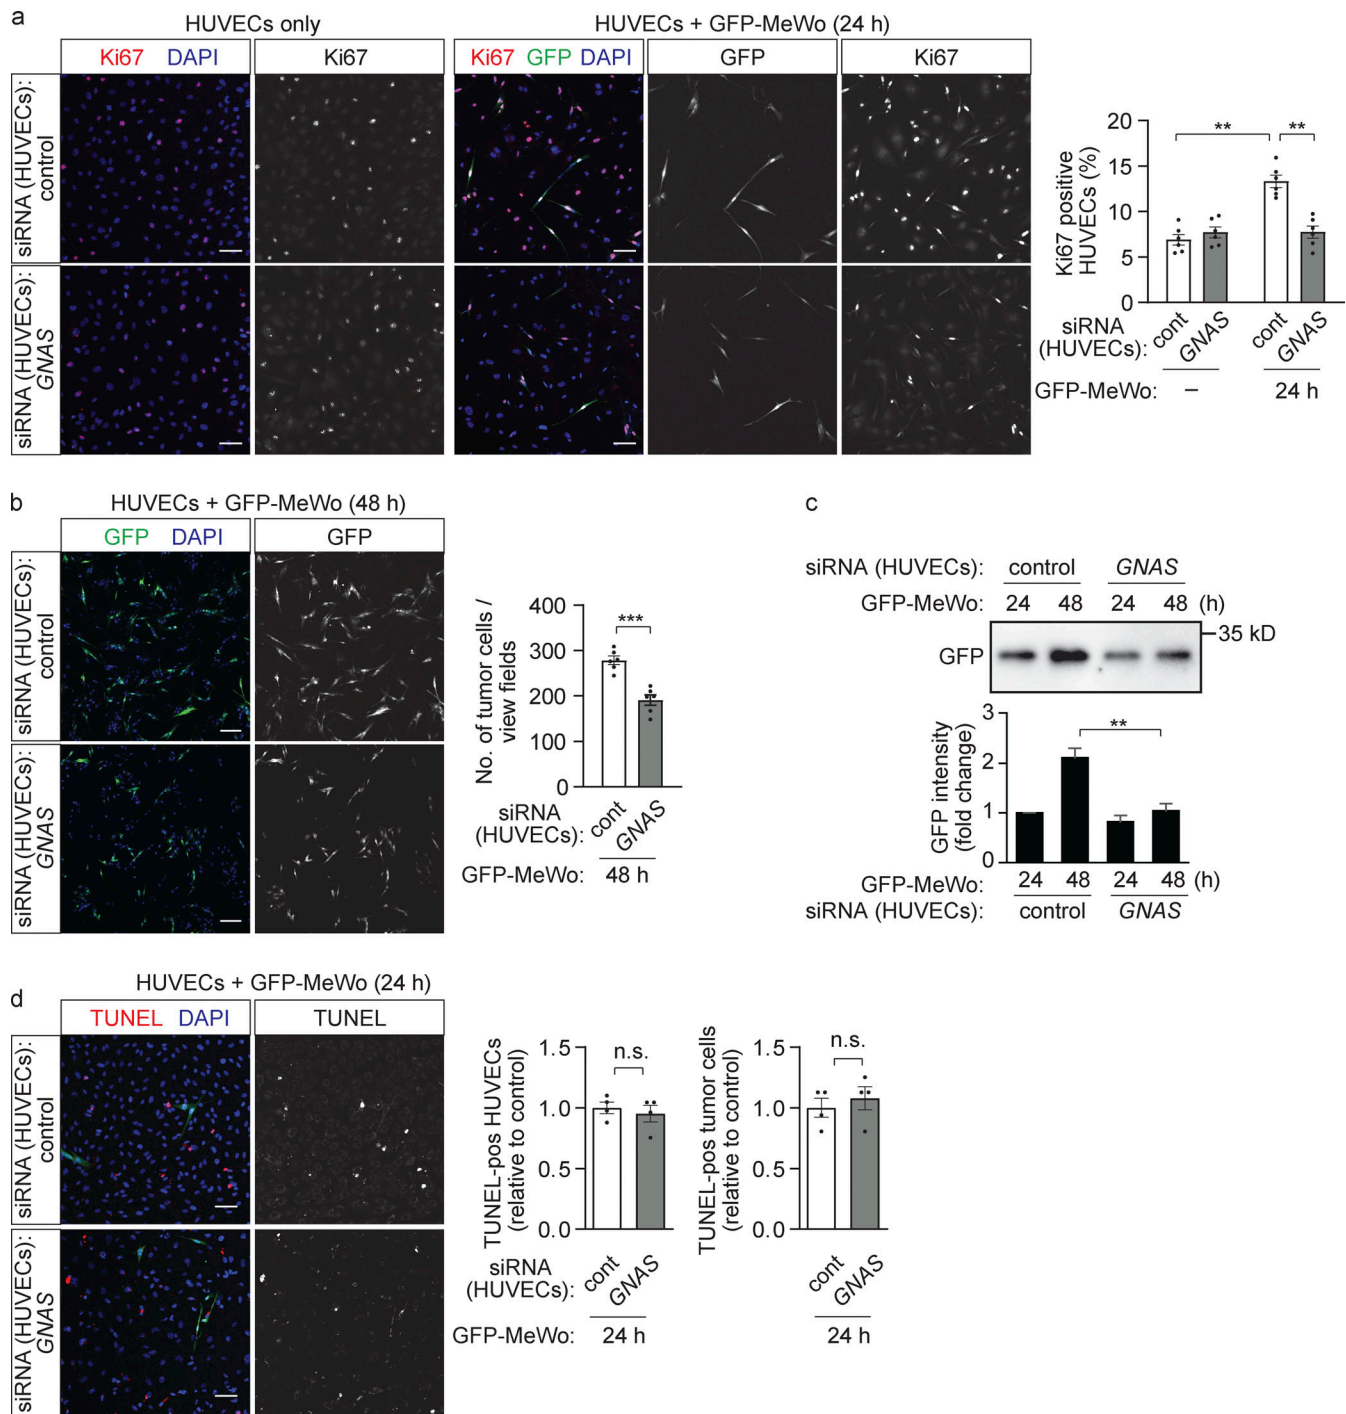 a
HUVECs only
HUVECs + GFP-MeWo (24 h)
Ki67 DAPI
Ki67
Ki67 GFP DAPI
GFP
Ki67
siRNA (HUVECs):
control
siRNA (HUVECs):
GNAS
Ki67 positive
HUVECs (%)
20
15
10
5
0
**
**
siRNA
(HUVECs):
cont
GNAS
cont
GNAS
GFP-MeWo:
–
24 h
b
HUVECs + GFP-MeWo (48 h)
GFP DAPI
GFP
siRNA (HUVECs):
control
siRNA (HUVECs):
GNAS
No. of tumor cells /
view fields
400
300
200
100
0
***
siRNA
(HUVECs):
cont
GNAS
GFP-MeWo:
48 h
c
siRNA (HUVECs): control GNAS
GFP-MeWo: 24 48 24 48 (h)
35 kD
GFP
GFP intensity
(fold change)
3
2
1
0
**
GFP-MeWo: 24 48 24 48 (h)
siRNA (HUVECs): control GNAS
d
HUVECs + GFP-MeWo (24 h)
TUNEL DAPI
TUNEL
siRNA (HUVECs):
control
siRNA (HUVECs):
GNAS
TUNEL-pos HUVECs
(relative to control)
1.5
1.0
0.5
0.0
n.s.
siRNA
(HUVECs):
cont
GNAS
GFP-MeWo:
24 h
TUNEL-pos tumor cells
(relative to control)
1.5
1.0
0.5
0.0
n.s.
cont
GNAS
24 h